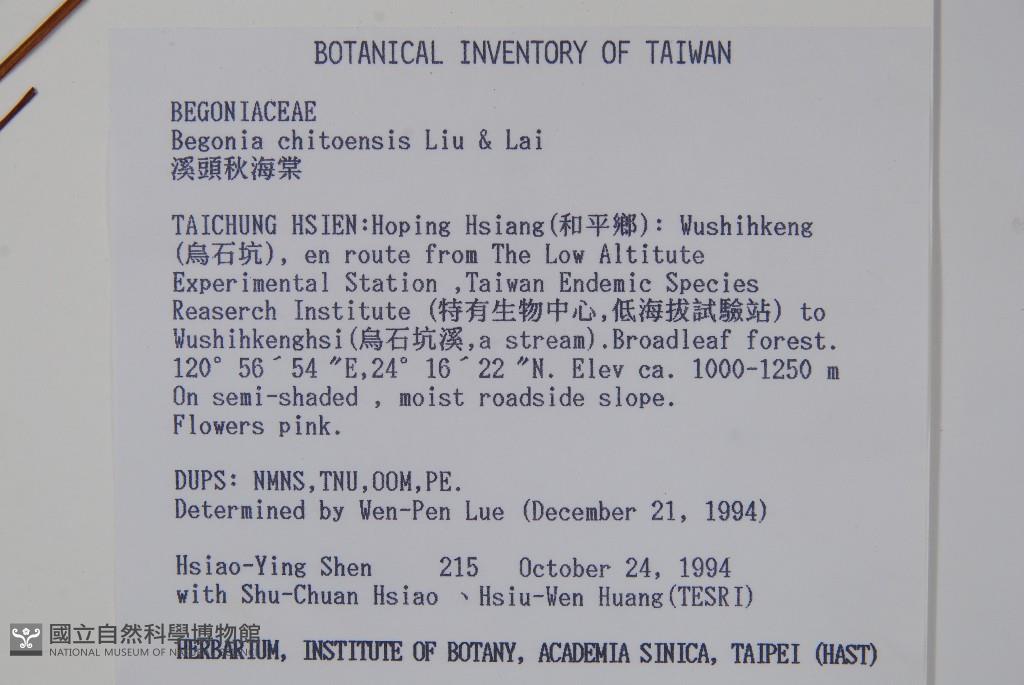 BOTANICAL INVENTORY OF TAIWAN
BEGONIACEAE
Begonia chitoensis Liu & Lai
溪頭秋海棠
TAICHUNG HSIEN:Hoping Hsiang(和平鄉): Wushihkeng
(烏石坑), en route from The Low Altitute
Experimental Station ,Taiwan Endemic Species
Reaserch Institute (特有生物中心,低海拔試驗站) to
Wushihkenghsi(烏石坑溪,a stream).Broadleaf forest.
120° 56´54 ″E,24° 16´22 ″N. Elev ca. 1000-1250 m
On semi-shaded , moist roadside slope.
Flowers pink.
DUPS: NMNS,TNU,OOM,PE.
Determined by Wen-Pen Lue (December 21, 1994)
Hsiao-Ying Shen 215 October 24, 1994
with Shu-Chuan Hsiao 、Hsiu-Wen Huang(TESRI)
HERBARIUM, INSTITUTE OF BOTANY, ACADEMIA SINICA, TAIPEI (HAST)
國立自然科學博物館
NATIONAL MUSEUM OF